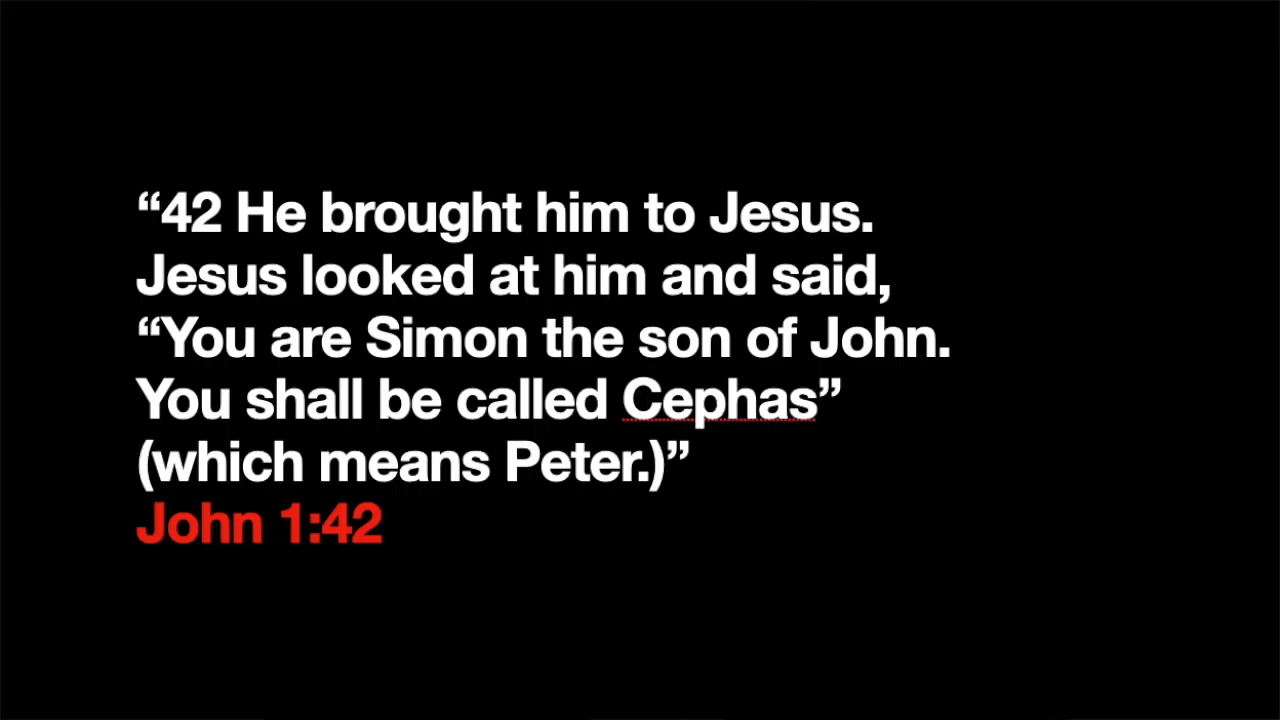 “42 He brought him to Jesus.
Jesus looked at him and said,
“You are Simon the son of John.
You shall be called Cephas”
(which means Peter.)”
John 1:42